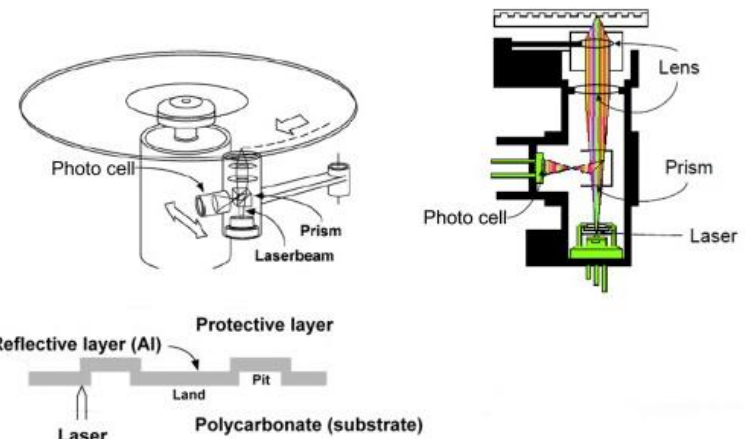 Photo cell
Prism
Laserbeam
Lens
Prism
Photo cell
Laser
Protective layer
Reflective layer (Al)
Land
Pit
Polycarbonate (substrate)
Laser